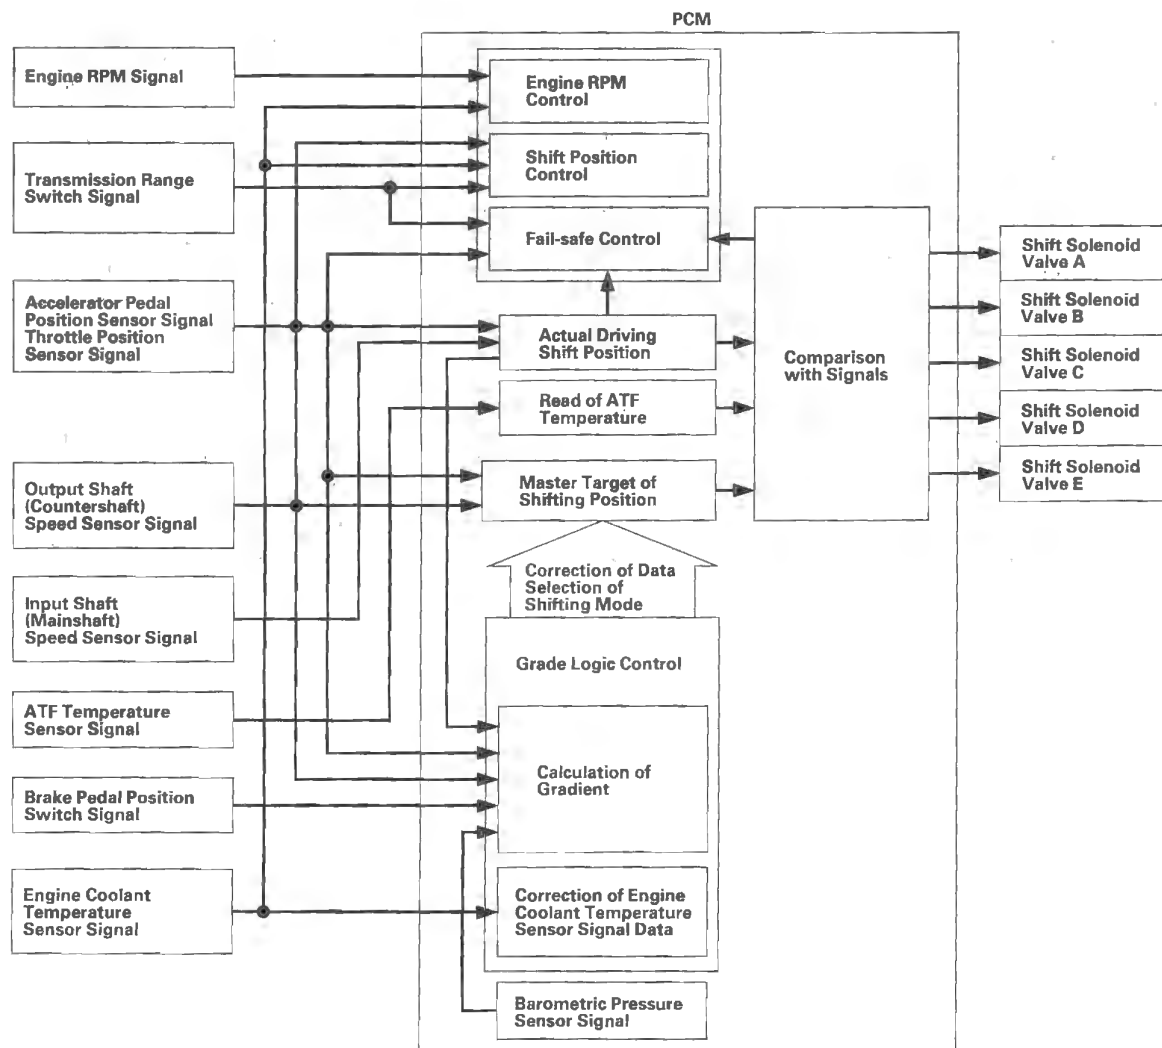 PCM
Engine RPM Signal
Transmission Range
Switch Signal
Accelerator Pedal
Position Sensor Signal
Throttle Position
Sensor Signal
Output Shaft
(Countershaft)
Speed Sensor Signal
Input Shaft
(Mainshaft)
Speed Sensor Signal
ATF Temperature
Sensor Signal
Brake Pedal Position
Switch Signal
Engine Coolant
Temperature
Sensor Signal
Engine RPM
Control
Shift Position
Control
Fail-safe Control
Actual Driving
Shift Position
Read of ATF
Temperature
Master Target of
Shifting Position
Correction of Data
Selection of
Shifting Mode
Grade Logic Control
Calculation of
Gradient
Correction of Engine
Coolant Temperature
Sensor Signal Data
Barometric Pressure
Sensor Signal
Comparison
with Signals
Shift Solenoid
Valve A
Shift Solenoid
Valve B
Shift Solenoid
Valve C
Shift Solenoid
Valve D
Shift Solenoid
Valve E